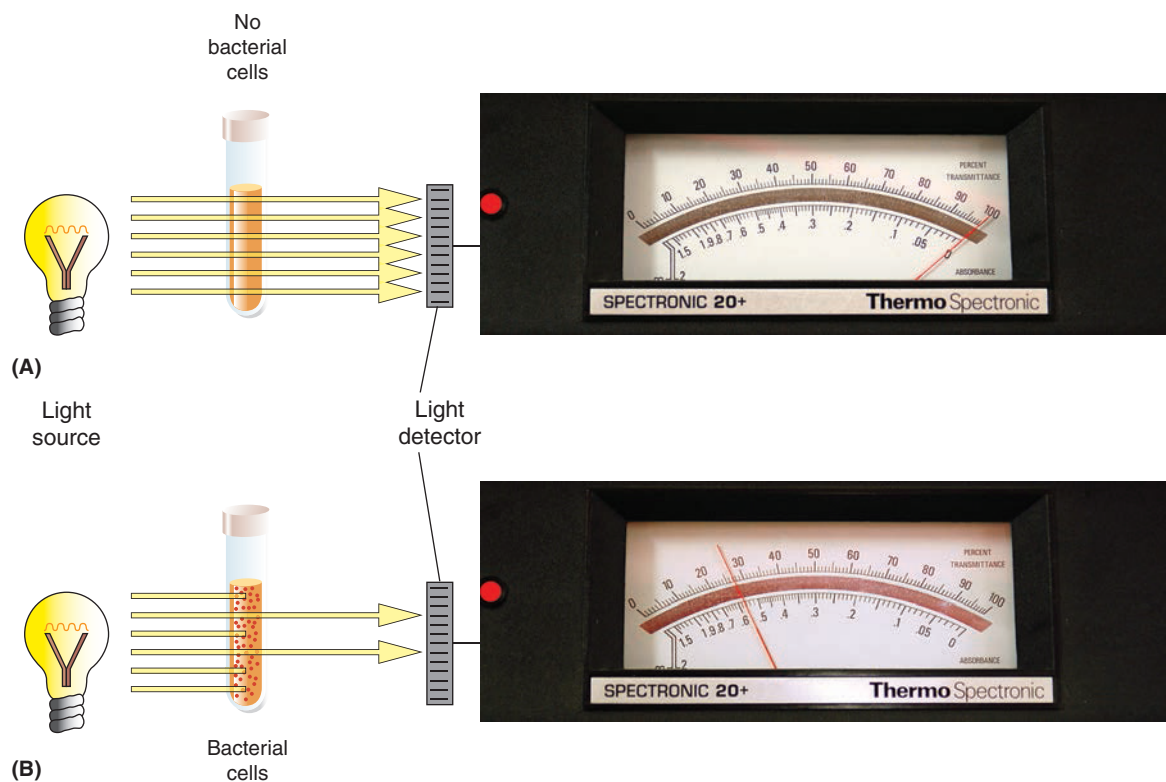 No
bacterial
cells
0 10 20 30 40 50 60 70 80 90 100
PERCENT
TRANSMITTANCE
∞ 2 1.5 1 .9 .8 .7 .6 .5 .4 .3 .2 .1 .05 0
ABSORBANCE
SPECTRONIC 20+ Thermo Spectronic
(A)
Light
source
Light
detector
0 10 20 30 40 50 60 70 80 90 100
PERCENT
TRANSMITTANCE
∞ 2 1.5 1 .9 .8 .7 .6 .5 .4 .3 .2 .1 .05 0
ABSORBANCE
SPECTRONIC 20+ Thermo Spectronic
Bacterial
cells
(B)